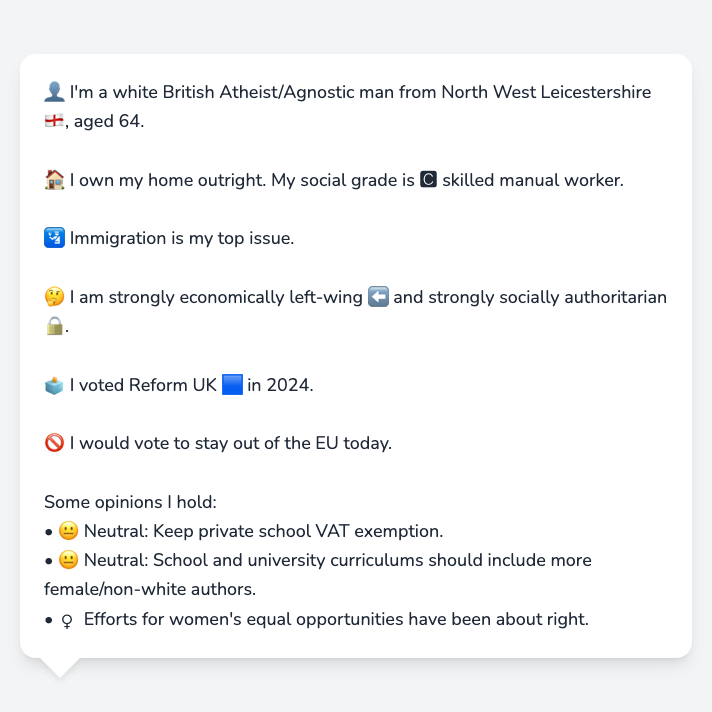 👤 I'm a white British Atheist/Agnostic man from North West Leicestershire
🏴󠁧󠁢󠁥󠁮󠁧󠁿, aged 64.
🏠 I own my home outright. My social grade is 🅲 skilled manual worker.
🛂 Immigration is my top issue.
🤔 I am strongly economically left-wing ⬅️ and strongly socially authoritarian
🔒.
🗳️ I voted Reform UK 🟦 in 2024.
🚫 I would vote to stay out of the EU today.
Some opinions I hold:
• 😐 Neutral: Keep private school VAT exemption.
• 😐 Neutral: School and university curriculums should include more
female/non-white authors.
• ♀ Efforts for women's equal opportunities have been about right.